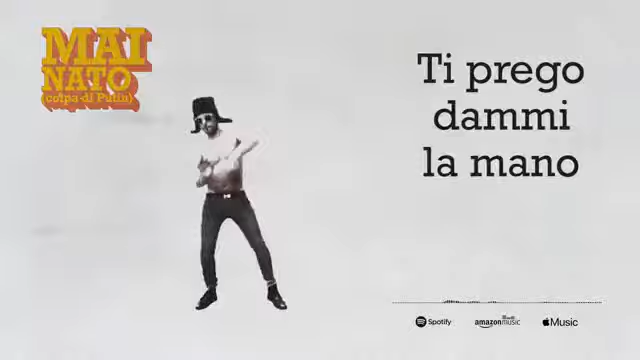 MAI
NATO
(colpa di Putin)
Ti prego
dammi
la mano
Spotify
amazon music
Music